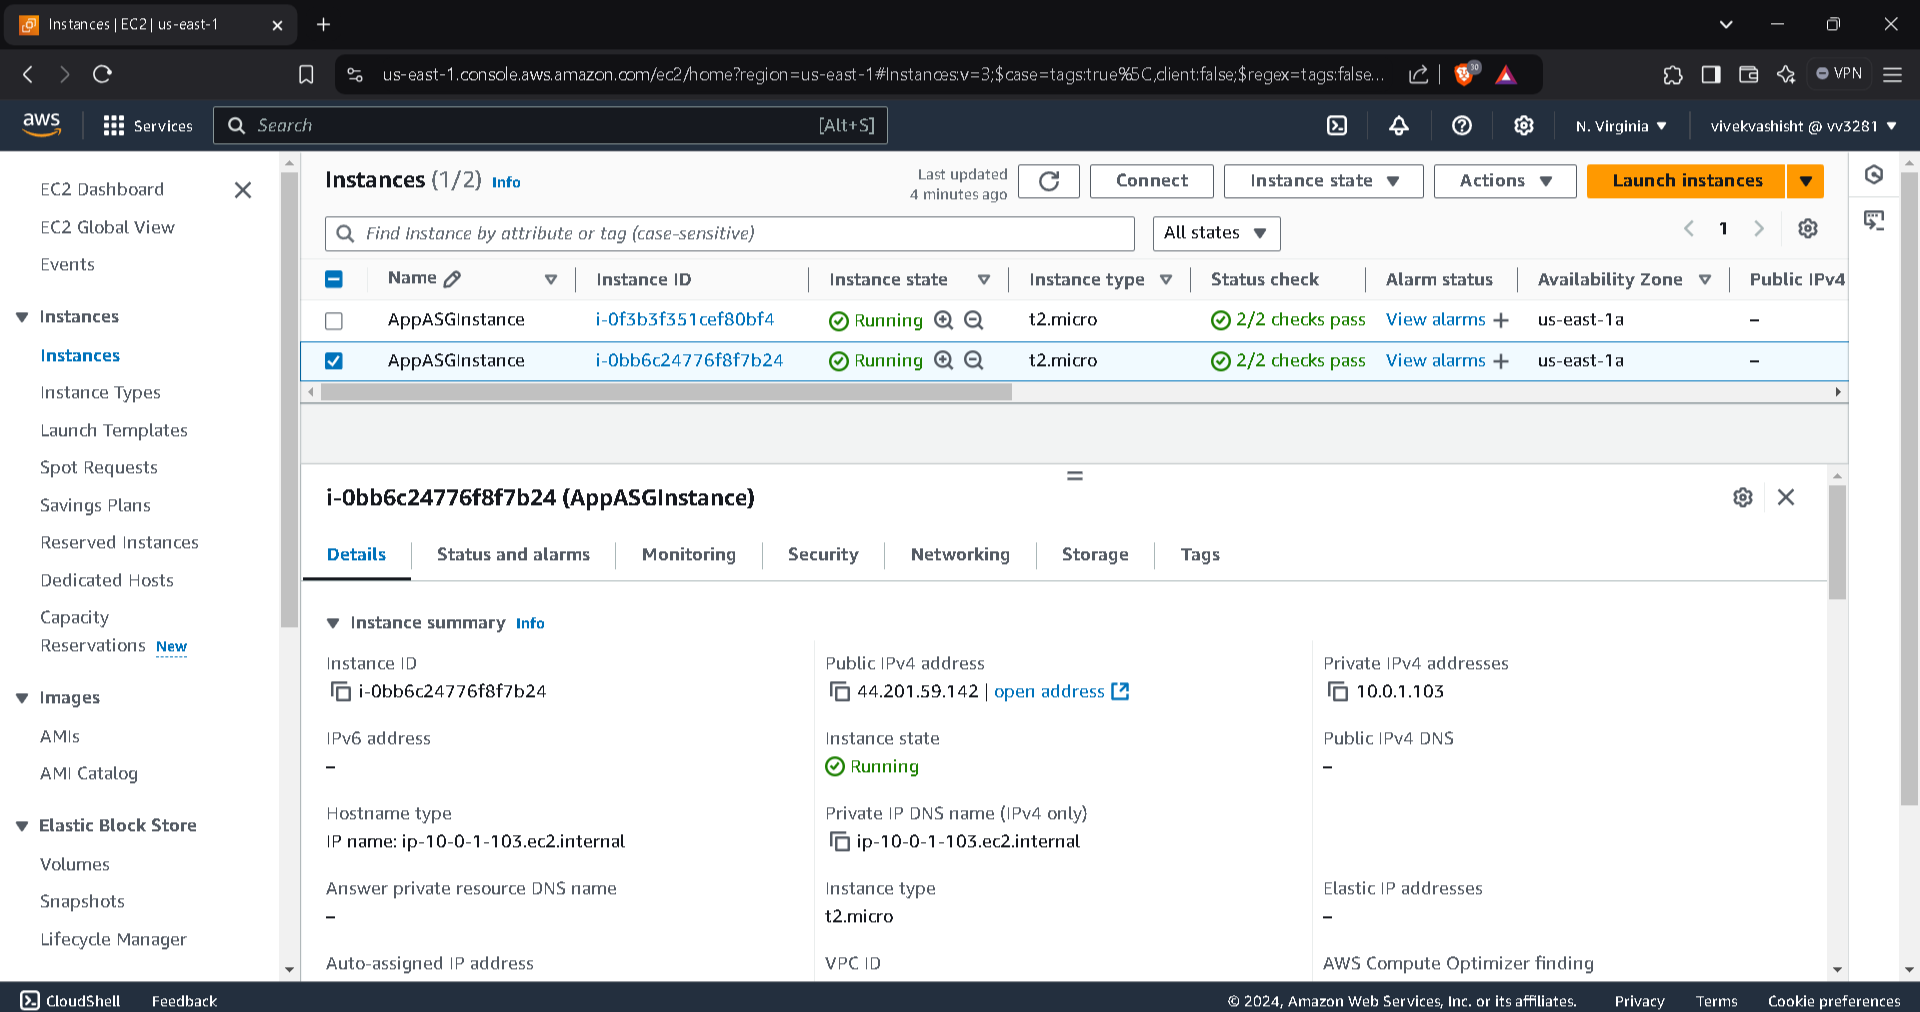 Instances | EC2 | us-east-1
us-east-1.console.aws.amazon.com/ec2/home?region=us-east-1#Instances:v=3;$case=tags:true%5C,client:false;$regex=tags:false...
30
VPN
aws
Services
Search
[Alt+S]
N. Virginia
vivekvashisht @ vv3281
EC2 Dashboard
EC2 Global View
Events
Instances
Instances
Instance Types
Launch Templates
Spot Requests
Savings Plans
Reserved Instances
Dedicated Hosts
Capacity
Reservations New
Images
AMIs
AMI Catalog
Elastic Block Store
Volumes
Snapshots
Lifecycle Manager
Instances (1/2) Info
Last updated
4 minutes ago
Connect
Instance state
Actions
Launch instances
Find Instance by attribute or tag (case-sensitive)
All states
1
Name Instance ID Instance state Instance type Status check Alarm status Availability Zone Public IPv4
AppASGInstance i-0f3b3f351cef80bf4 Running t2.micro 2/2 checks pass View alarms + us-east-1a –
AppASGInstance i-0bb6c24776f8f7b24 Running t2.micro 2/2 checks pass View alarms + us-east-1a –
i-0bb6c24776f8f7b24 (AppASGInstance)
Details Status and alarms Monitoring Security Networking Storage Tags
Instance summary Info
Instance ID
i-0bb6c24776f8f7b24
Public IPv4 address
44.201.59.142 | open address
Private IPv4 addresses
10.0.1.103
IPv6 address
–
Instance state
Running
Public IPv4 DNS
–
Hostname type
IP name: ip-10-0-1-103.ec2.internal
Private IP DNS name (IPv4 only)
ip-10-0-1-103.ec2.internal
Answer private resource DNS name
–
Instance type
t2.micro
Elastic IP addresses
–
Auto-assigned IP address
VPC ID
AWS Compute Optimizer finding
CloudShell
Feedback
© 2024, Amazon Web Services, Inc. or its affiliates.
Privacy
Terms
Cookie preferences